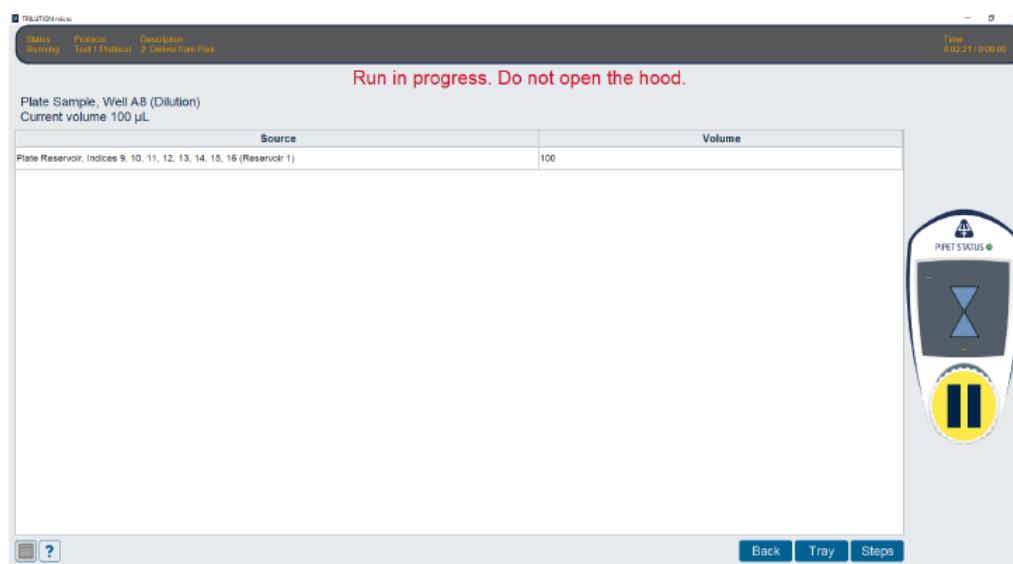 TRILUTION micro
Status: Protocol: Description:
Running Test 1 Protocol 2. Deliver from Pool
Time
0:02:21 / 0:00:00
Run in progress. Do not open the hood.
Plate Sample, Well A8 (Dilution)
Current volume 100 µL
Source Volume
Plate Reservoir, Indices 9, 10, 11, 12, 13, 14, 15, 16 (Reservoir 1) 100
PIPET STATUS
?
Back Tray Steps